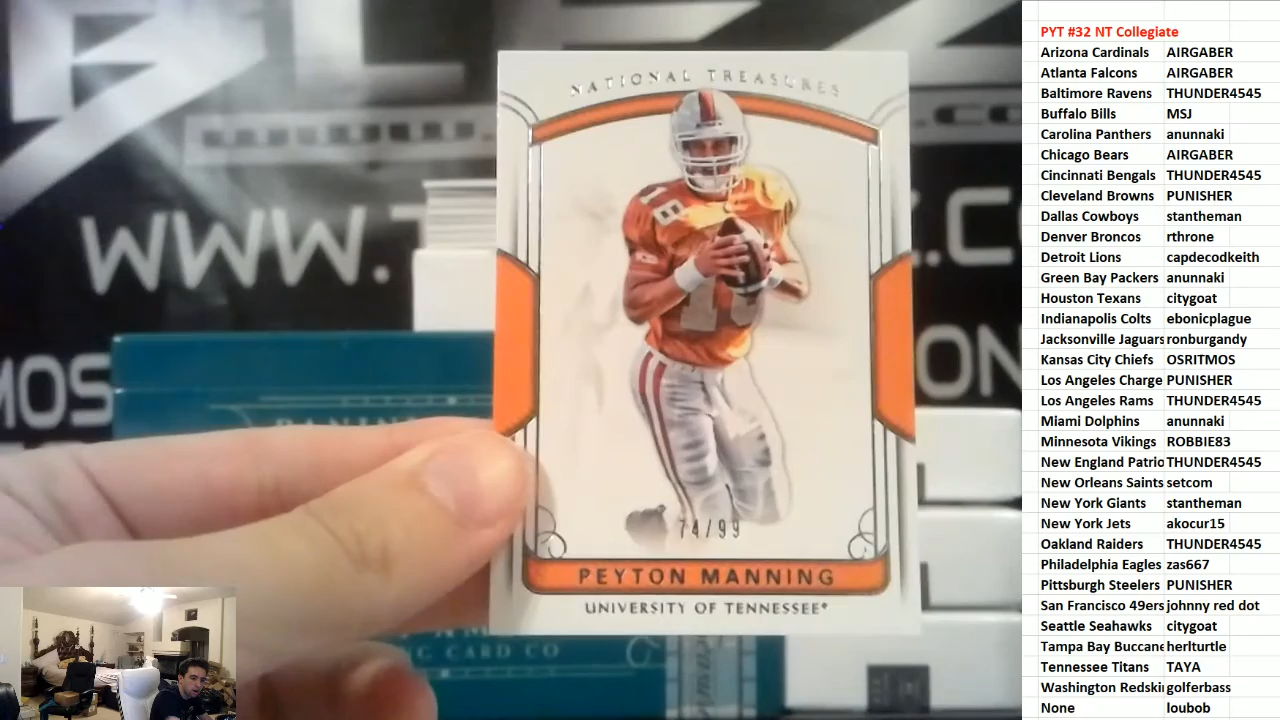 PYT #32 NT Collegiate
Arizona Cardinals AIRGABER
Atlanta Falcons AIRGABER
Baltimore Ravens THUNDER4545
Buffalo Bills MSJ
Carolina Panthers anunnaki
Chicago Bears AIRGABER
Cincinnati Bengals THUNDER4545
Cleveland Browns PUNISHER
Dallas Cowboys stantheman
Denver Broncos rthrone
Detroit Lions capdecodkeith
Green Bay Packers anunnaki
Houston Texans citygoat
Indianapolis Colts ebonicplague
Jacksonville Jaguars ronburgandy
Kansas City Chiefs OSRITMOS
Los Angeles Charge PUNISHER
Los Angeles Rams THUNDER4545
Miami Dolphins anunnaki
Minnesota Vikings ROBBIE83
New England Patrio THUNDER4545
New Orleans Saints setcom
New York Giants stantheman
New York Jets akocur15
Oakland Raiders THUNDER4545
Philadelphia Eagles zas667
Pittsburgh Steelers PUNISHER
San Francisco 49ers johnny red dot
Seattle Seahawks citygoat
Tampa Bay Buccane herlturtle
Tennessee Titans TAYA
Washington Redski golferbass
None loubob
NATIONAL TREASURES
16
16
74/99
PEYTON MANNING
UNIVERSITY OF TENNESSEE
WWW.
MOS
CARD CO